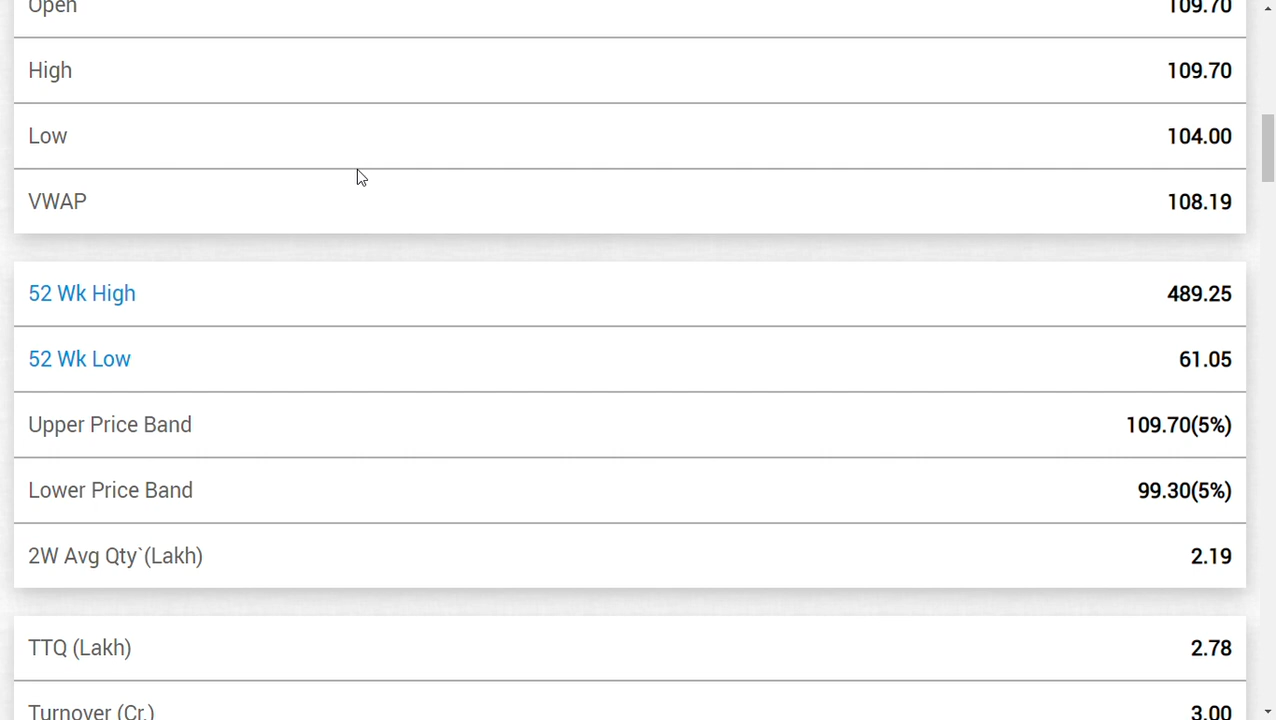 Open 109.70
High 109.70
Low 104.00
VWAP 108.19
52 Wk High 489.25
52 Wk Low 61.05
Upper Price Band 109.70(5%)
Lower Price Band 99.30(5%)
2W Avg Qty`(Lakh) 2.19
TTQ (Lakh) 2.78
Turnover (Cr.) 3.00